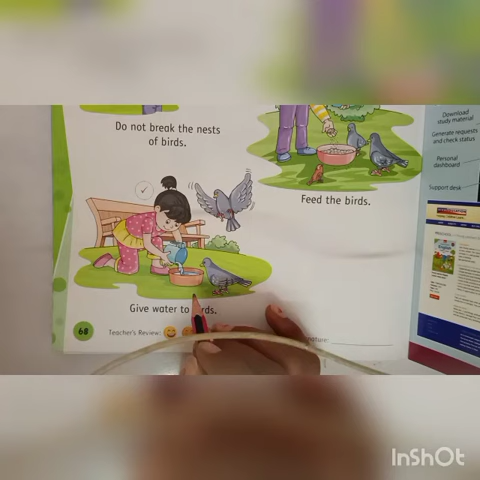 Do not break the nests
of birds.
Feed the birds.
Give water to
68
Teacher's Review:
Download
study material
Generate requests
and check status
Personal
dashboard
Support desk
InShOt